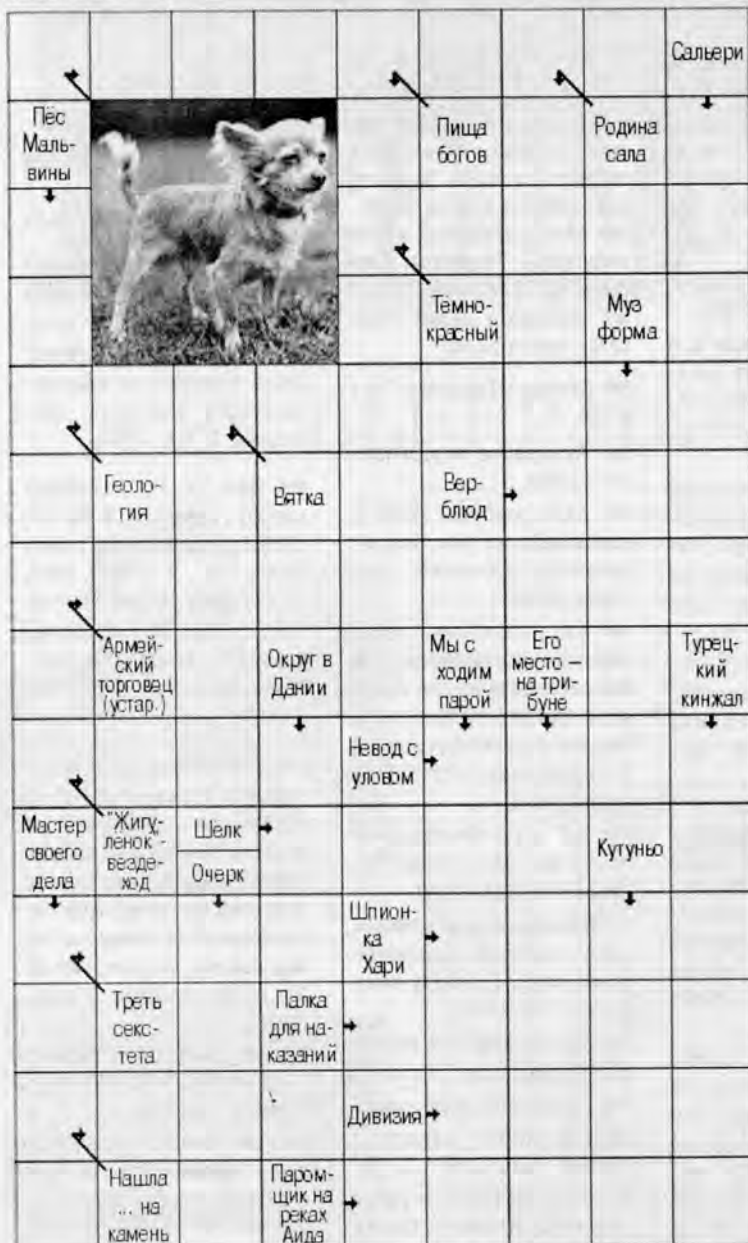 Сальери
Пёс
Маль-
вины
Пища
богов
Родина
сала
Тёмно-
красный
Муз
форма
Геоло-
гия
Вятка
Вер-
блюд
Армей-
ский
торговец
(устар.)
Округ в
Дании
Мы с
ходим
парой
Его
место –
на три-
буне
Турец-
кий
кинжал
Невод с
уловом
Мастер
своего
дела
"Жигу-
ленок"-
везде-
ход
Шёлк
Очерк
Кутуньо
Шпион-
ка
Хари
Треть
секс-
тета
Палка
для на-
казаний
Дивизия
Нашла
... на
камень
Паром-
щик на
реках
Аида